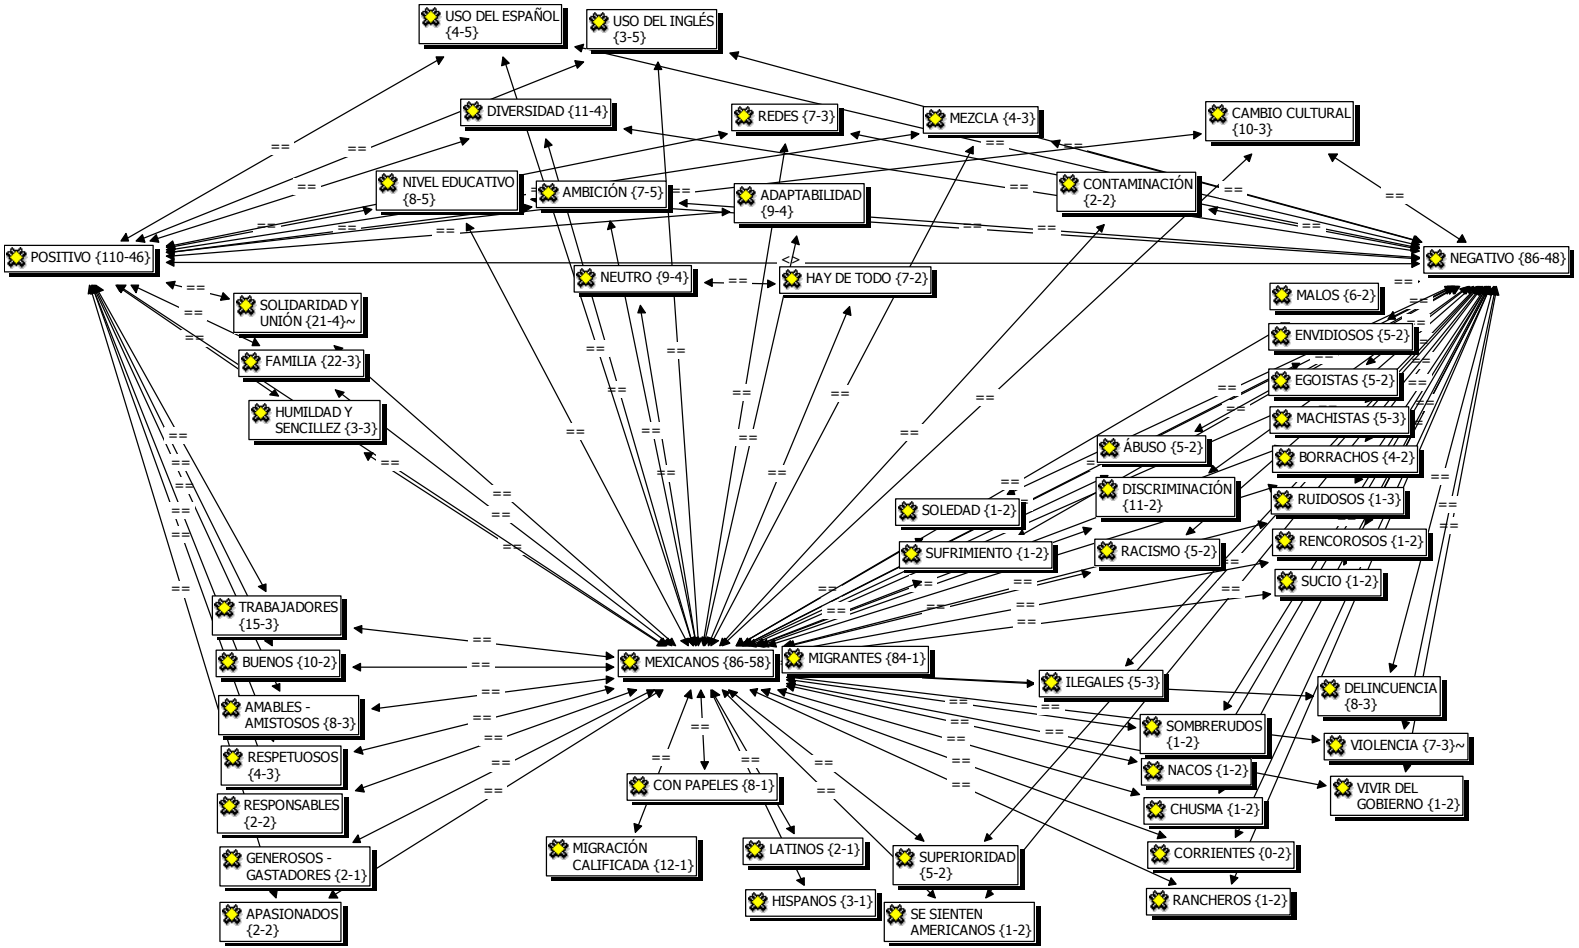 USO DEL ESPAÑOL
{4-5}
USO DEL INGLÉS
{3-5}
DIVERSIDAD {11-4}
REDES {7-3}
MEZCLA {4-3}
CAMBIO CULTURAL
{10-3}
NIVEL EDUCATIVO
{8-5}
AMBICIÓN {7-5}
ADAPTABILIDAD
{9-4}
CONTAMINACIÓN
{2-2}
POSITIVO {110-46}
<>
NEGATIVO {86-48}
NEUTRO {9-4}
==
HAY DE TODO {7-2}
MALOS {6-2}
SOLIDARIDAD Y
UNIÓN {21-4}~
ENVIDIOSOS {5-2}
FAMILIA {22-3}
EGOISTAS {5-2}
HUMILDAD Y
SENCILLEZ {3-3}
MACHISTAS {5-3}
ÁBUSO {5-2}
BORRACHOS {4-2}
DISCRIMINACIÓN
{11-2}
RUIDOSOS {1-3}
SOLEDAD {1-2}
SUFRIMIENTO {1-2}
RACISMO {5-2}
RENCOROSOS {1-2}
SUCIO {1-2}
TRABAJADORES
{15-3}
BUENOS {10-2}
MEXICANOS {86-58}
MIGRANTES {84-1}
ILEGALES {5-3}
DELINCUENCIA
{8-3}
AMABLES -
AMISTOSOS {8-3}
SOMBRERUDOS
{1-2}
VIOLENCIA {7-3}~
RESPETUOSOS
{4-3}
CON PAPELES {8-1}
NACOS {1-2}
VIVIR DEL
GOBIERNO {1-2}
RESPONSABLES
{2-2}
CHUSMA {1-2}
MIGRACIÓN
CALIFICADA {12-1}
LATINOS {2-1}
SUPERIORIDAD
{5-2}
CORRIENTES {0-2}
GENEROSOS -
GASTADORES {2-1}
HISPANOS {3-1}
SE SIENTEN
AMERICANOS {1-2}
RANCHEROS {1-2}
APASIONADOS
{2-2}